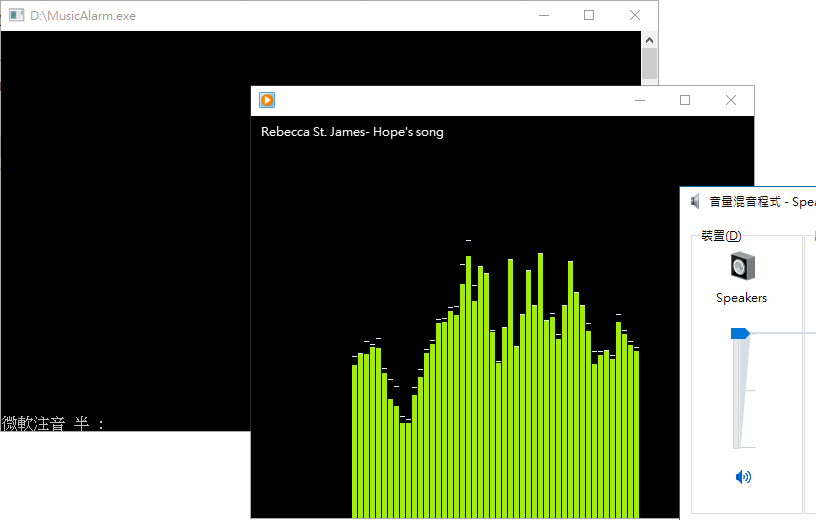 D:\MusicAlarm.exe
Rebecca St. James- Hope's song
音量混音程式 - Spea
裝置(D)
Speakers
微軟注音 半 :